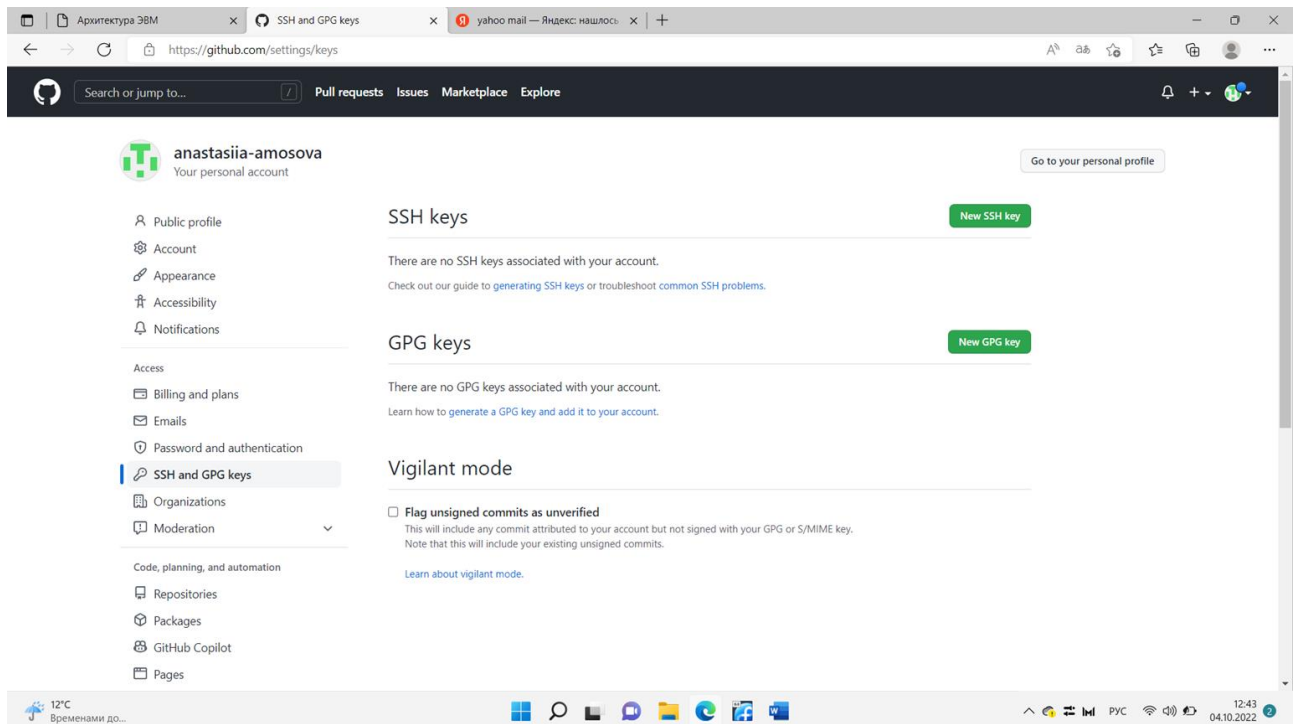 Архитектура ЭВМ
SSH and GPG keys
yahoo mail — Яндекс: нашлось
https://github.com/settings/keys
Search or jump to...
/
Pull requests Issues Marketplace Explore
anastasiia-amosova
Your personal account
Go to your personal profile
Public profile
Account
Appearance
Accessibility
Notifications
Access
Billing and plans
Emails
Password and authentication
SSH and GPG keys
Organizations
Moderation
Code, planning, and automation
Repositories
Packages
GitHub Copilot
Pages
SSH keys
New SSH key
There are no SSH keys associated with your account.
Check out our guide to generating SSH keys or troubleshoot common SSH problems.
GPG keys
New GPG key
There are no GPG keys associated with your account.
Learn how to generate a GPG key and add it to your account.
Vigilant mode
Flag unsigned commits as unverified
This will include any commit attributed to your account but not signed with your GPG or S/MIME key.
Note that this will include your existing unsigned commits.
Learn about vigilant mode.
12°C
Временами до...
РУС
12:43
04.10.2022
2